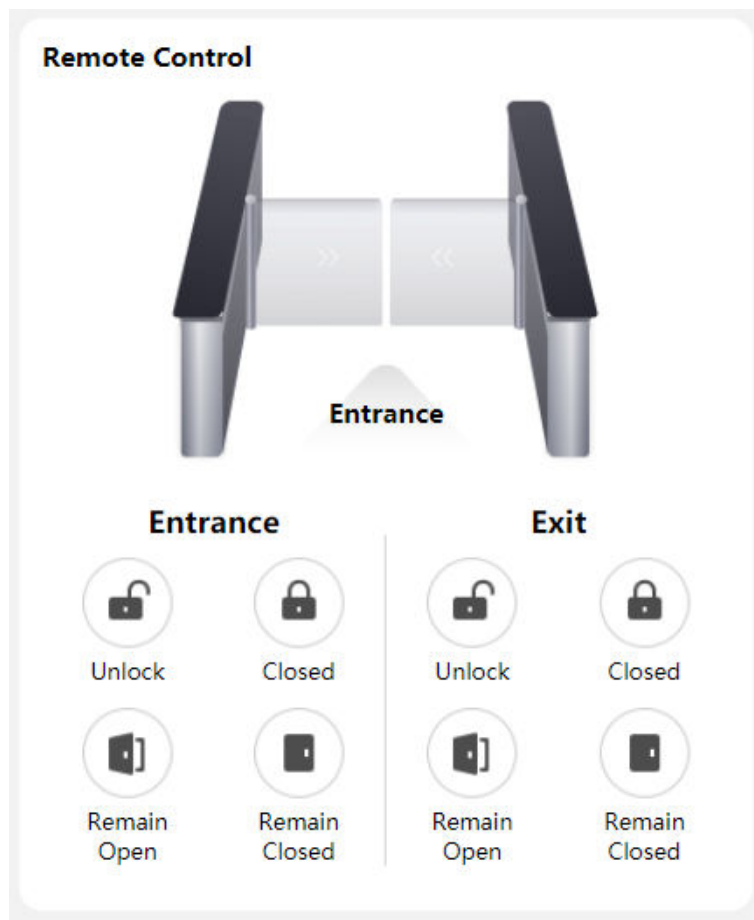 Remote Control
Entrance
Entrance
Exit
Unlock
Closed
Unlock
Closed
Remain
Open
Remain
Closed
Remain
Open
Remain
Closed